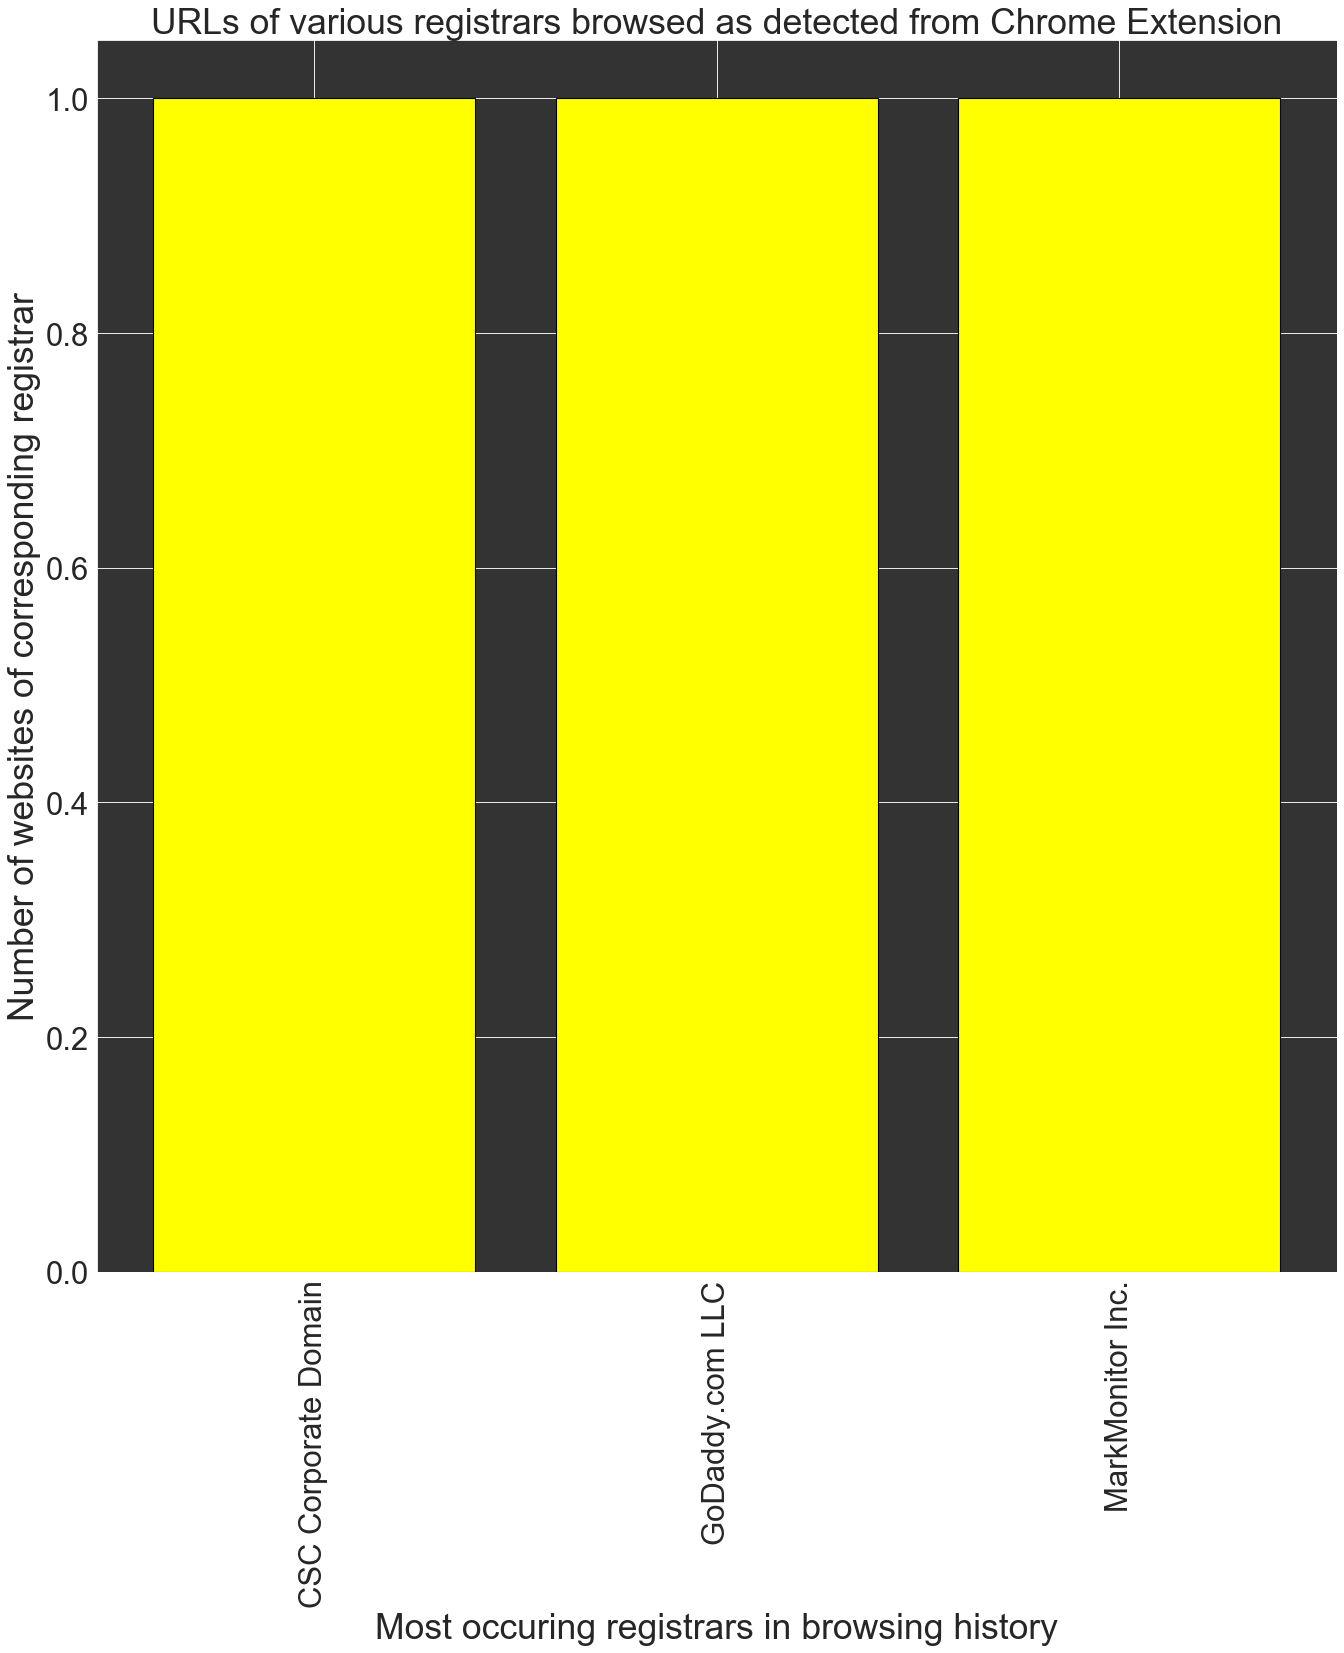 URLs of various registrars browsed as detected from Chrome Extension
Number of websites of corresponding registrar
1.0
0.8
0.6
0.4
0.2
0.0
CSC Corporate Domain
GoDaddy.com LLC
MarkMonitor Inc.
Most occuring registrars in browsing history